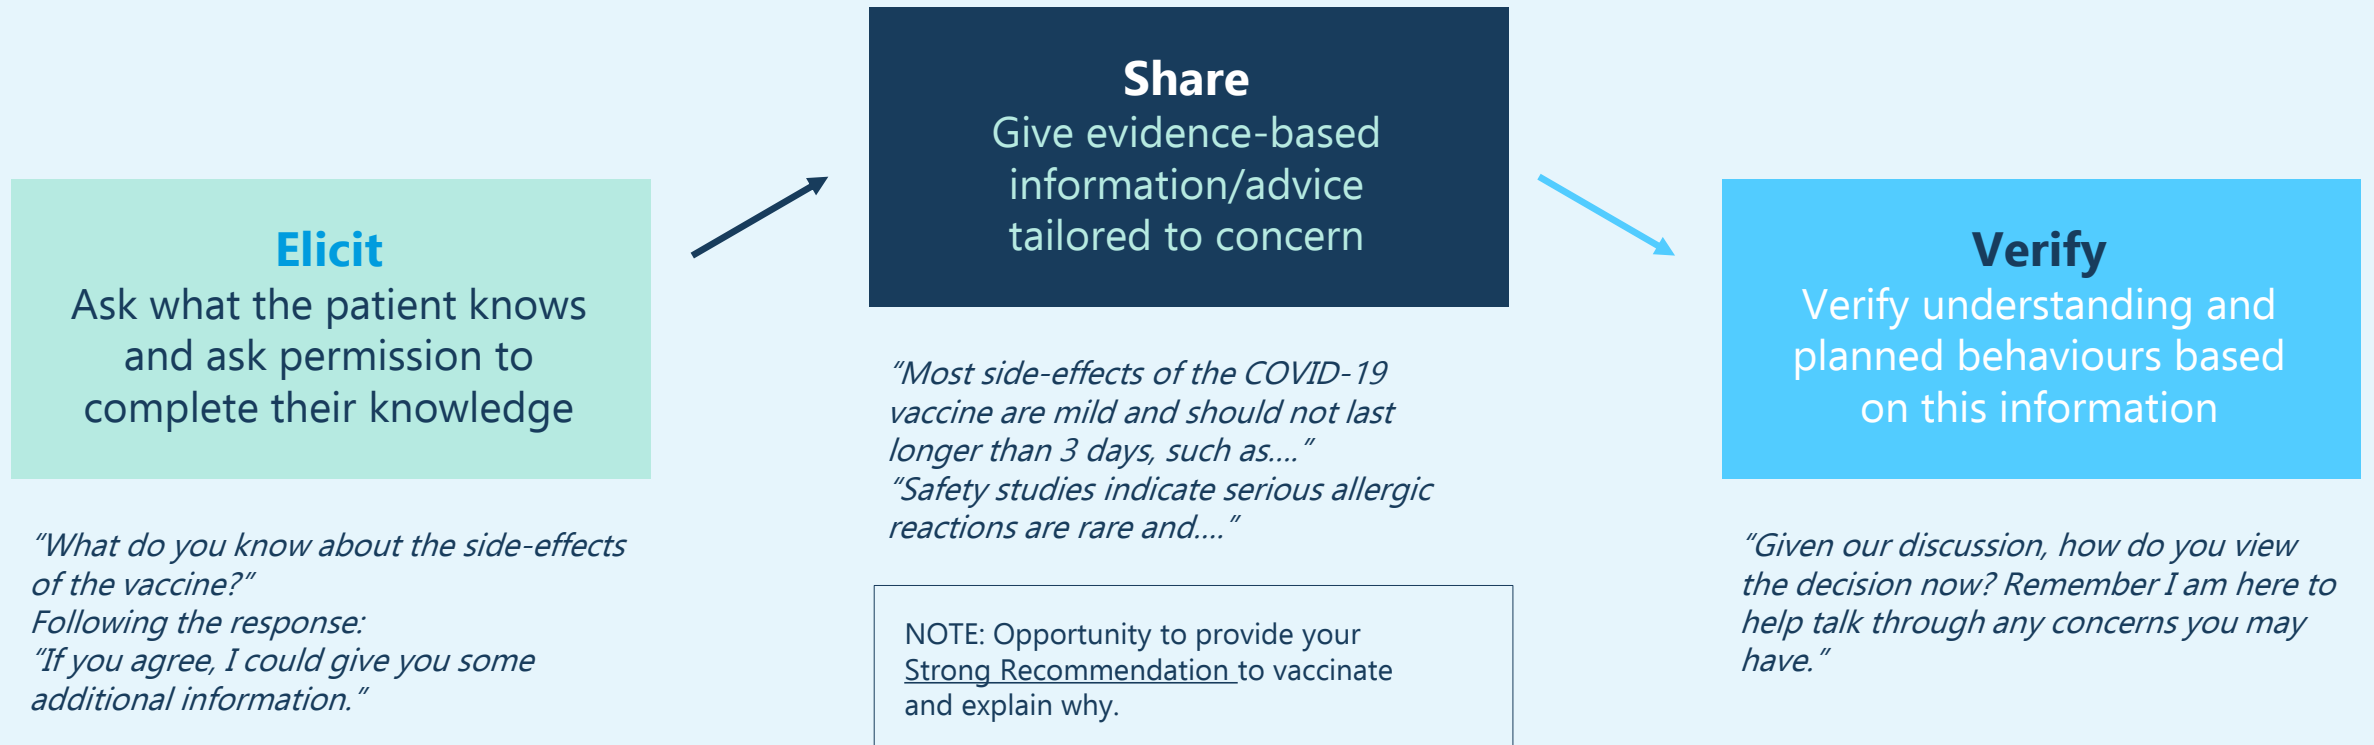 Elicit
Ask what the patient knows
and ask permission to
complete their knowledge
“What do you know about the side-effects
of the vaccine?”
Following the response:
“If you agree, I could give you some
additional information.”
Share
Give evidence-based
information/advice
tailored to concern
“Most side-effects of the COVID-19
vaccine are mild and should not last
longer than 3 days, such as….”
“Safety studies indicate serious allergic
reactions are rare and….”
NOTE: Opportunity to provide your
Strong Recommendation to vaccinate
and explain why.
Verify
Verify understanding and
planned behaviours based
on this information
“Given our discussion, how do you view
the decision now? Remember I am here to
help talk through any concerns you may
have.”